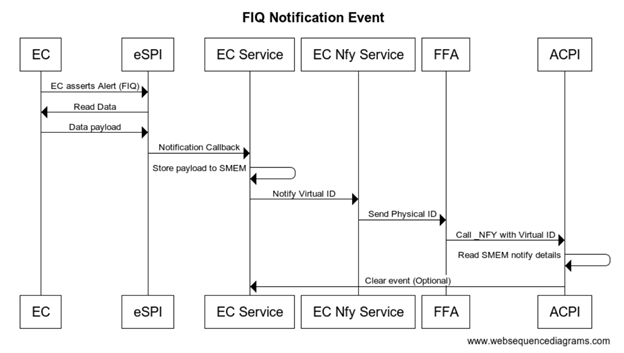 FIQ Notification Event
EC eSPI EC Service EC Nfy Service FFA ACPI
EC asserts Alert (FIQ)
Read Data
Data payload
Notification Callback
Store payload to SMEM
Notify Virtual ID
Send Physical ID
Call _NFY with Virtual ID
Read SMEM notify details
Clear event (Optional)
EC eSPI EC Service EC Nfy Service FFA ACPI
www.websequencediagrams.com